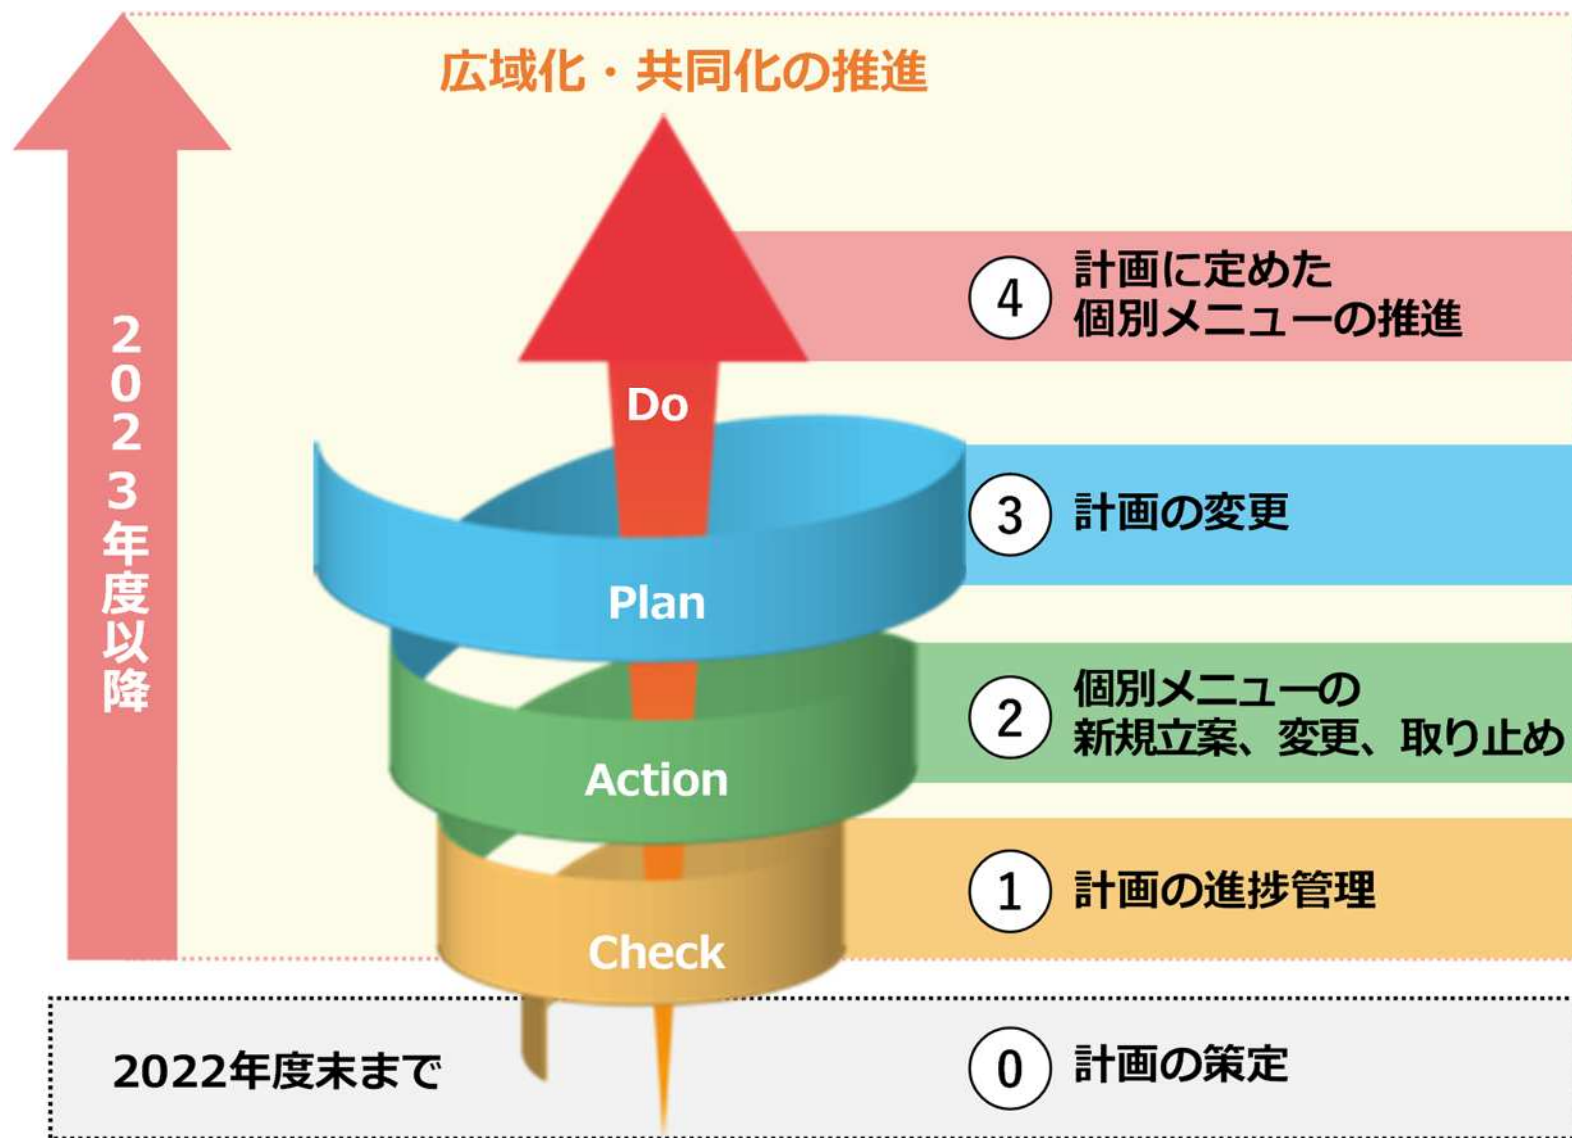 広域化・共同化の推進
2023年度以降
4
計画に定めた
個別メニューの推進
Do
3
計画の変更
Plan
2
個別メニューの
新規立案、変更、取り止め
Action
1
計画の進捗管理
Check
2022年度末まで
0
計画の策定